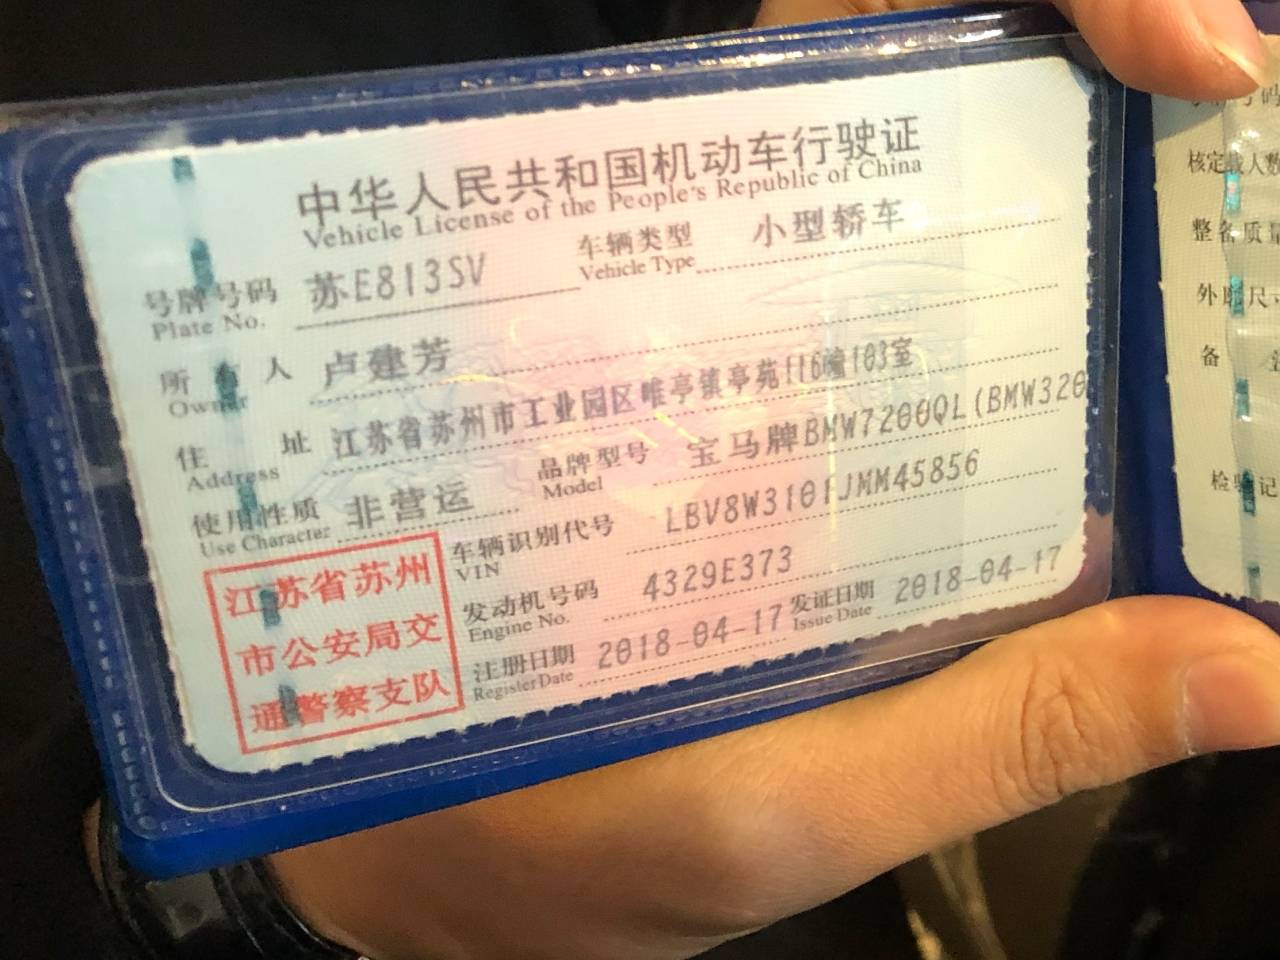 中华人民共和国机动车行驶证
Vehicle License of the People's Republic of China
号牌号码 苏E813SV 车辆类型 小型轿车
Plate No. Vehicle Type
所有人 卢建芳
Owner
住址 江苏省苏州市工业园区唯亭镇亭苑116幢103室
Address
品牌型号 宝马牌BMW7200QL(BMW320
Model
使用性质 非营运
Use Character
车辆识别代号 LBV8W3101JMM45856
VIN
发动机号码 4329E373
Engine No.
注册日期 2018-04-17 发证日期 2018-04-17
Register Date Issue Date
江苏省苏州
市公安局交
通警察支队
号码
核定载人数
整备质量
外廓尺寸
备
检验记